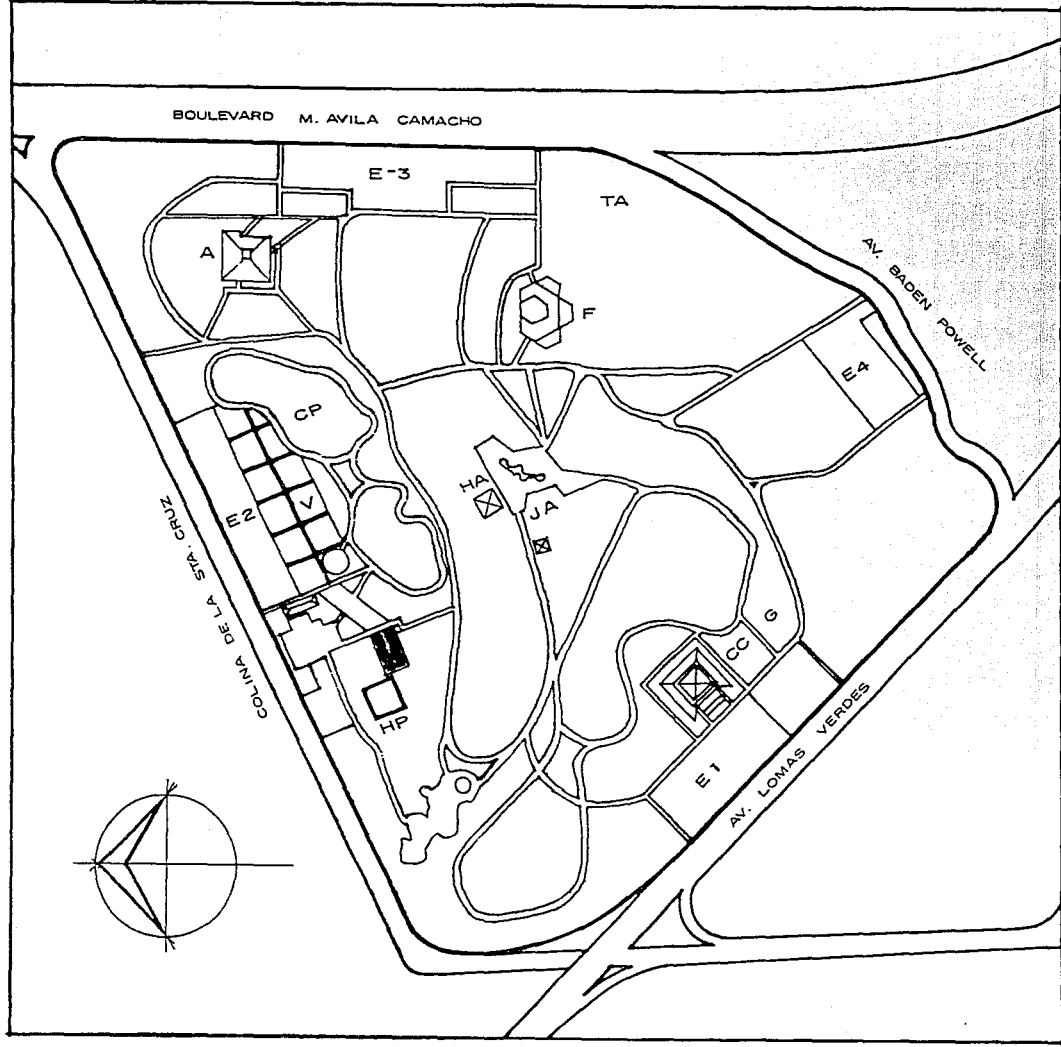 BOULEVARD M. AVILA CAMACHO
E-3
TA
A
AV. BADEN POWELL
F
E4
CP
HA
JA
V
E2
COLINA DE LA STA. CRUZ
G
CC
HP
E1
AV. LOMAS VERDES